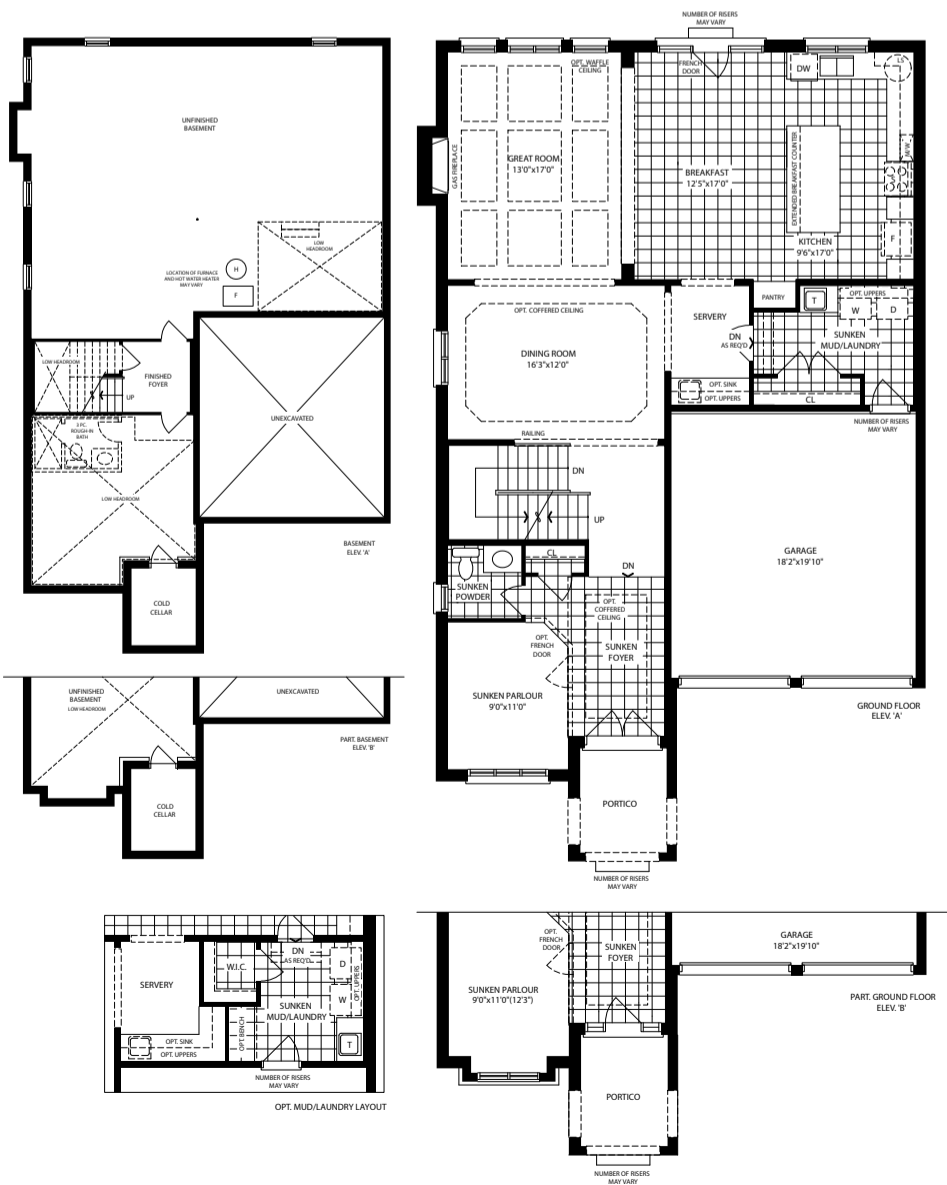 UNFINISHED
BASEMENT
LOW
HEADROOM
LOCATION OF FURNACE
AND HOT WATER HEATER
MAY VARY
H
F
LOW HEADROOM
FINISHED
FOYER
UP
3 PC.
ROUGH-IN
BATH
LOW HEADROOM
UNEXCAVATED
COLD
CELLAR
BASEMENT
ELEV. 'A'
UNFINISHED
BASEMENT
LOW HEADROOM
UNEXCAVATED
PART. BASEMENT
ELEV. 'B'
COLD
CELLAR
NUMBER OF RISERS
MAY VARY
OPT. WAFFLE
CEILING
FRENCH
DOOR
DW
LS
GREAT ROOM
13'0"x17'0"
GAS FIREPLACE
BREAKFAST
12'5"x17'0"
EXTENDED BREAKFAST COUNTER
M/W
F
KITCHEN
9'6"x17'0"
OPT. COFFERED CEILING
DINING ROOM
16'3"x12'0"
RAILING
SERVERY
PANTRY
T
OPT. UPPERS
W
D
SUNKEN
MUD/LAUNDRY
DN
AS REQ'D
OPT. SINK
OPT. UPPERS
CL
NUMBER OF RISERS
MAY VARY
DN
UP
CL
DN
SUNKEN
POWDER
OPT.
COFFERED
CEILING
OPT.
FRENCH
DOOR
SUNKEN
FOYER
SUNKEN PARLOUR
9'0"x11'0"
GARAGE
18'2"x19'10"
GROUND FLOOR
ELEV. 'A'
PORTICO
NUMBER OF RISERS
MAY VARY
SERVERY
W.I.C.
DN
AS REQ'D
D
W
OPT. UPPERS
SUNKEN
MUD/LAUNDRY
OPT. BENCH
T
OPT. SINK
OPT. UPPERS
NUMBER OF RISERS
MAY VARY
OPT. MUD/LAUNDRY LAYOUT
OPT.
FRENCH
DOOR
SUNKEN
FOYER
SUNKEN PARLOUR
9'0"x11'0"(12'3")
GARAGE
18'2"x19'10"
PART. GROUND FLOOR
ELEV. 'B'
PORTICO
NUMBER OF RISERS
MAY VARY